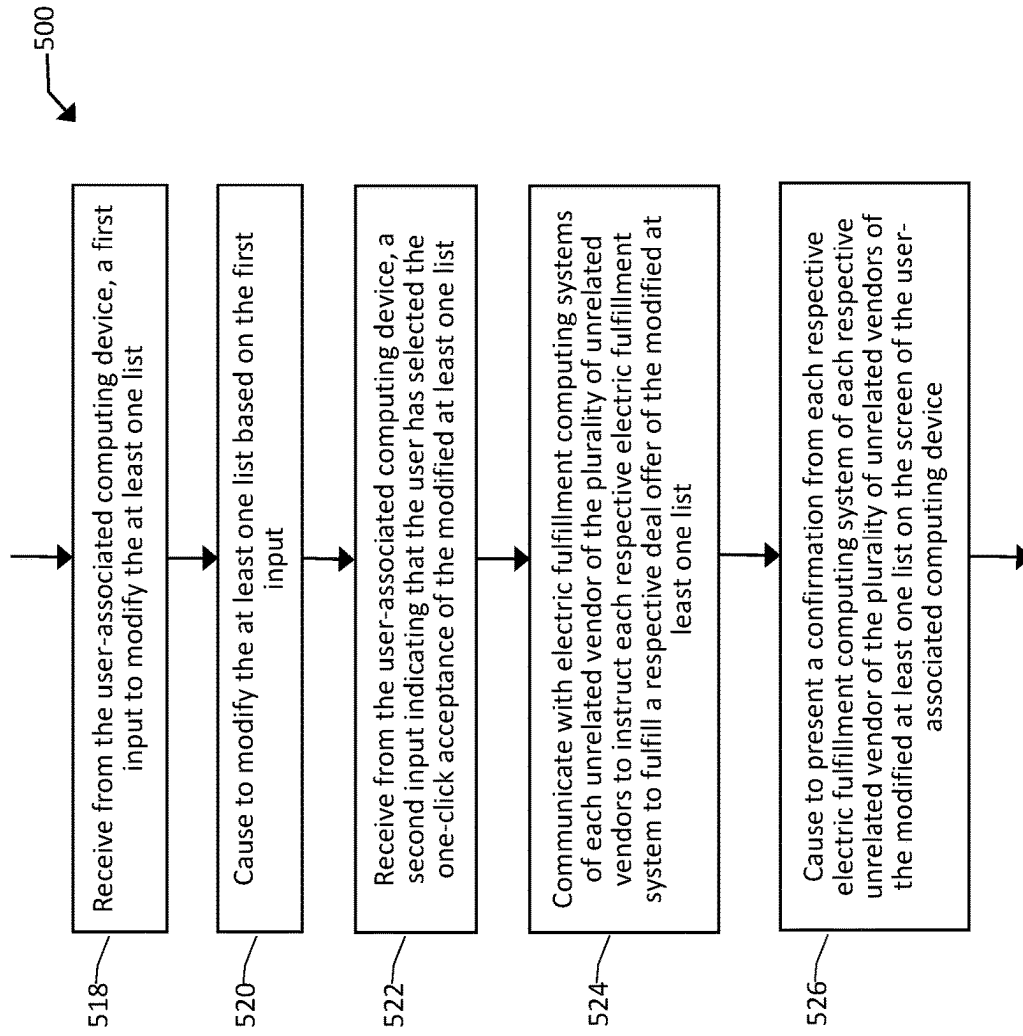 500
518
Receive from the user-associated computing device, a first
input to modify the at least one list
520
Cause to modify the at least one list based on the first
input
522
Receive from the user-associated computing device, a
second input indicating that the user has selected the
one-click acceptance of the modified at least one list
524
Communicate with electric fulfillment computing systems
of each unrelated vendor of the plurality of unrelated
vendors to instruct each respective electric fulfillment
system to fulfill a respective deal offer of the modified at
least one list
526
Cause to present a confirmation from each respective
electric fulfillment computing system of each respective
unrelated vendor of the plurality of unrelated vendors of
the modified at least one list on the screen of the user-
associated computing device